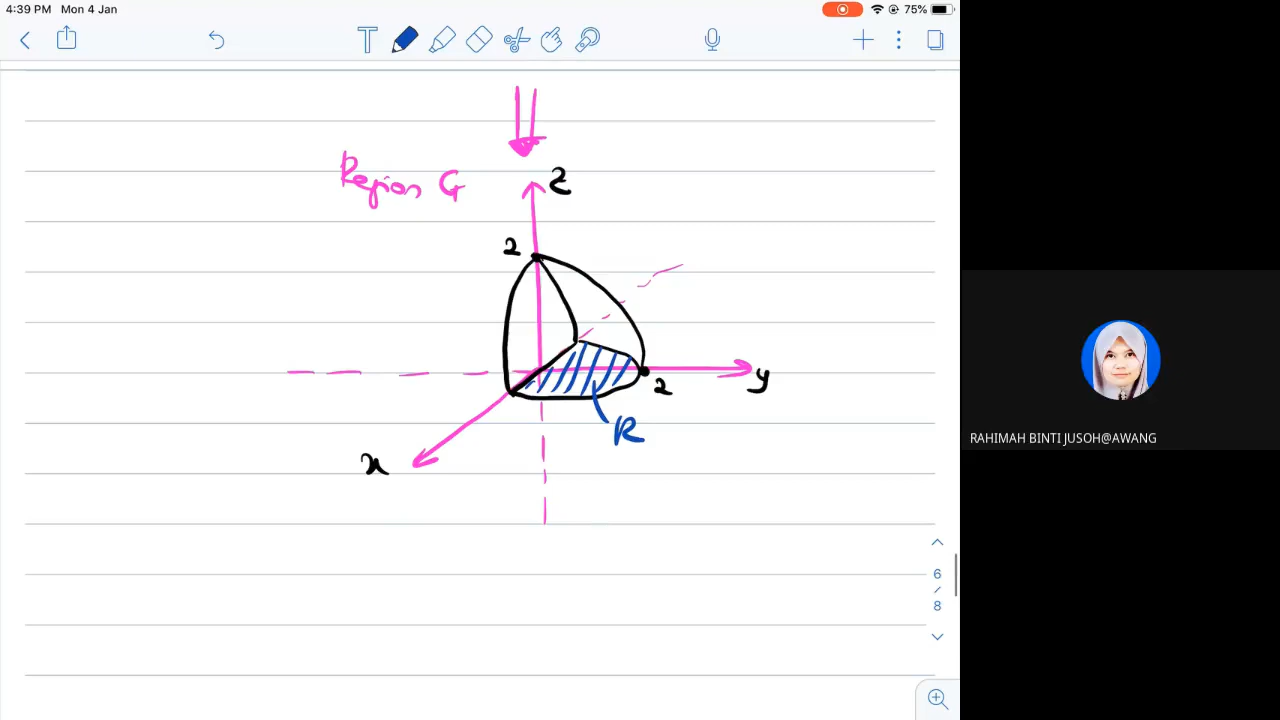 4:39 PM Mon 4 Jan
75%
T
Region G
z
2
y
2
R
x
6
/
8
RAHIMAH BINTI JUSOH@AWANG